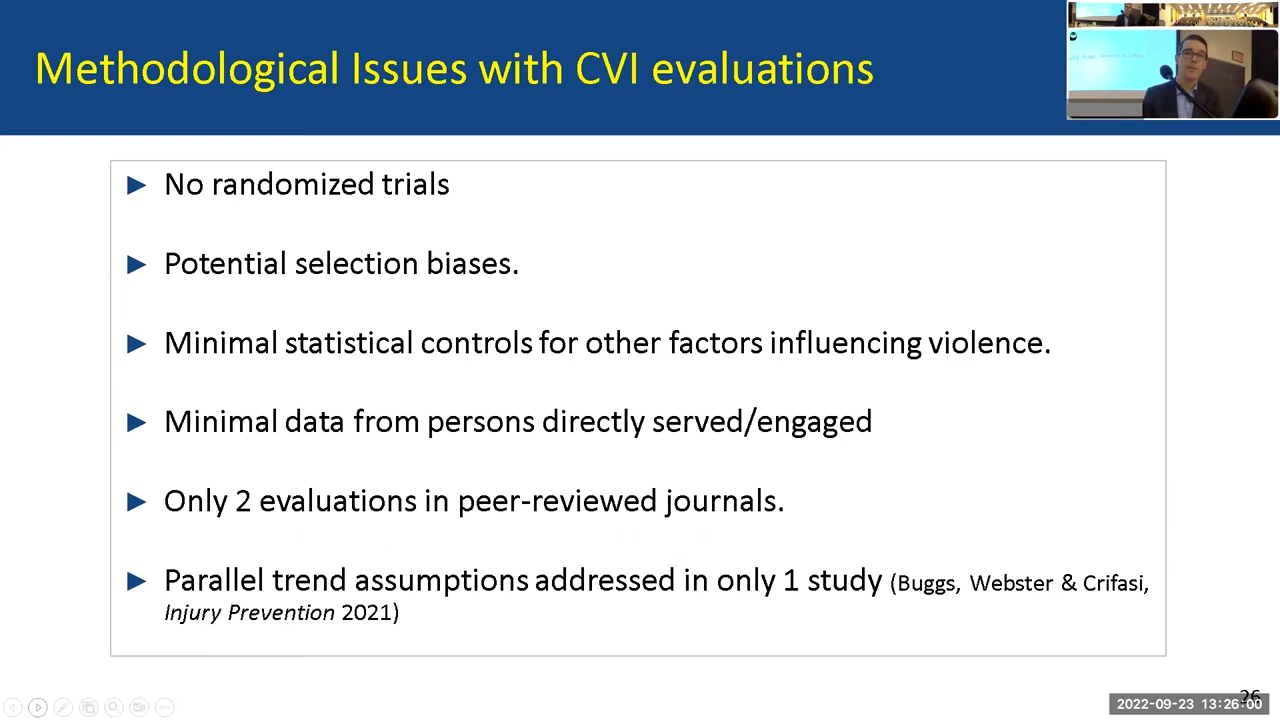 Methodological Issues with CVI evaluations
► No randomized trials
► Potential selection biases.
► Minimal statistical controls for other factors influencing violence.
► Minimal data from persons directly served/engaged
► Only 2 evaluations in peer-reviewed journals.
► Parallel trend assumptions addressed in only 1 study (Buggs, Webster & Crifasi,
Injury Prevention 2021)
26
2022-09-23 13:26:00